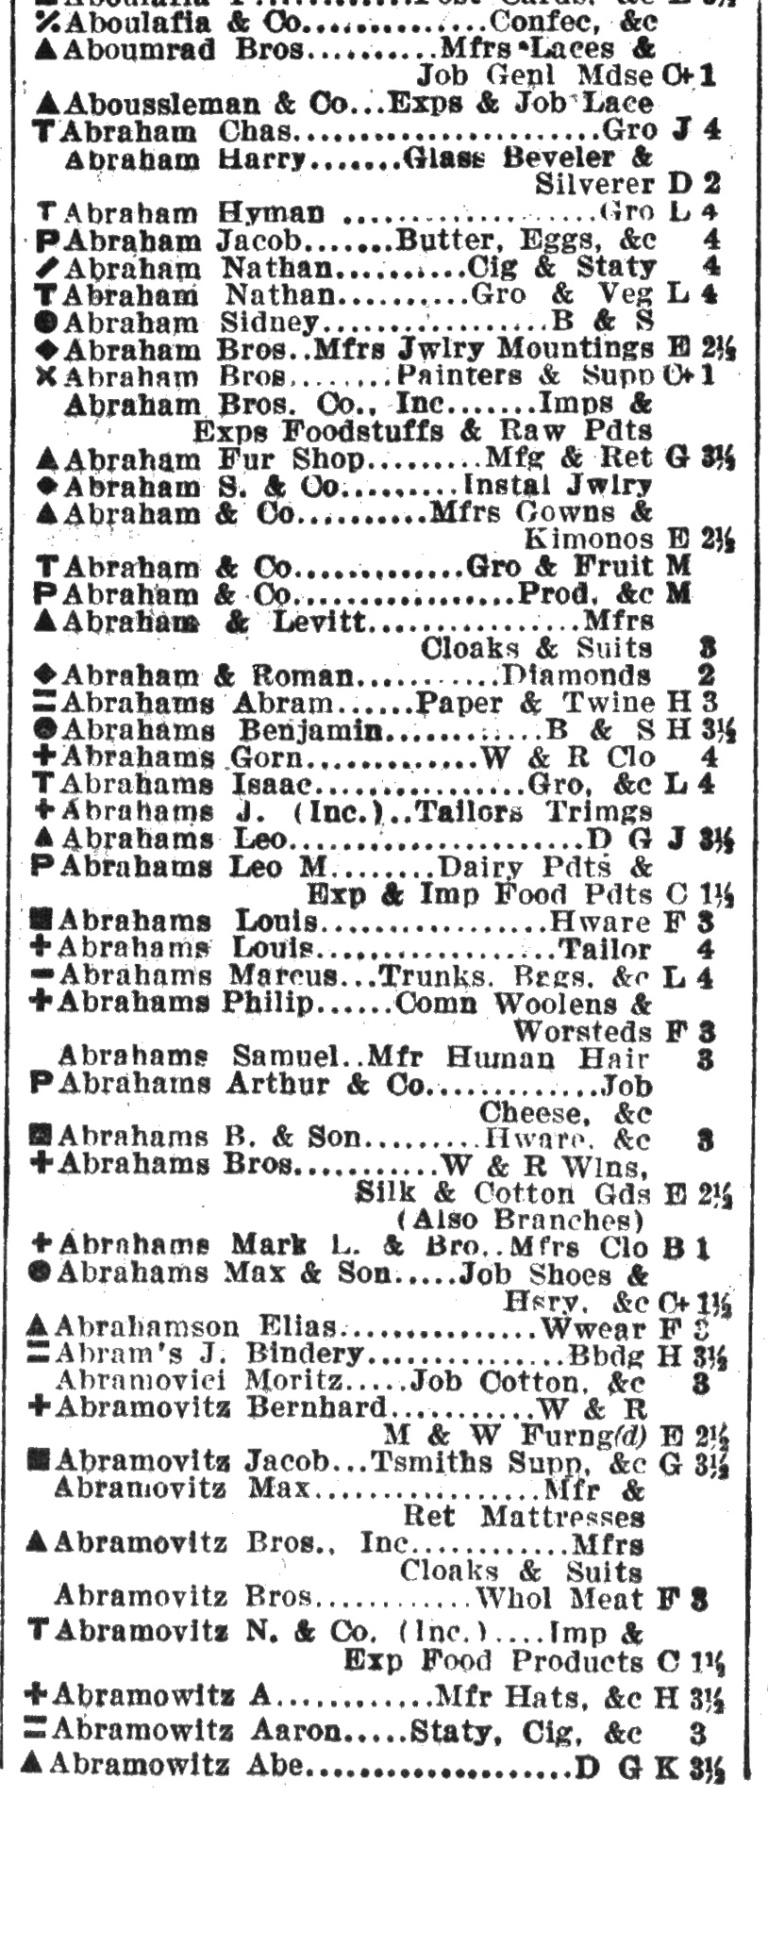 ٪ Aboulafia & Co..............Confec, &c
▲ Aboumrad Bros..........Mfrs Laces &
Job Genl Mdse C+ 1
▲ Aboussleman & Co...Exps & Job Lace
T Abraham Chas.......................Gro J 4
Abraham Harry.......Glass Beveler &
Silverer D 2
T Abraham Hyman ...................Gro L 4
P Abraham Jacob.......Butter, Eggs, &c 4
/ Abraham Nathan..........Cig & Staty 4
T Abraham Nathan..........Gro & Veg L 4
● Abraham Sidney.................B & S
◆ Abraham Bros..Mfrs Jwlry Mountings E 2½
X Abraham Bros........Painters & Supp C+ 1
Abraham Bros. Co., Inc.......Imps &
Exps Foodstuffs & Raw Pdts
▲ Abraham Fur Shop.........Mfg & Ret G 3½
◆ Abraham S. & Co.........Instal Jwlry
▲ Abraham & Co..........Mfrs Gowns &
Kimonos E 2½
T Abraham & Co.............Gro & Fruit M
P Abraham & Co.................Prod, &c M
▲ Abraham & Levitt................Mfrs
Cloaks & Suits 3
◆ Abraham & Roman...........Diamonds 2
= Abrahams Abram......Paper & Twine H 3
● Abrahams Benjamin............B & S H 3½
+ Abrahams Gorn.............W & R Clo 4
T Abrahams Isaac................Gro, &c L 4
+ Abrahams J. (Inc.)..Tailors Trimgs
▲ Abrahams Leo......................D G J 3½
P Abrahams Leo M........Dairy Pdts &
Exp & Imp Food Pdts C 1½
■ Abrahams Louis.................Hware F 3
+ Abrahams Louis..................Tailor 4
- Abrahams Marcus...Trunks, Bags, &c L 4
+ Abrahams Philip......Comn Woolens &
Worsteds F 3
Abrahams Samuel..Mfr Human Hair 3
P Abrahams Arthur & Co.............Job
Cheese, &c
■ Abrahams B. & Son.........Hware, &c 3
+ Abrahams Bros...........W & R Wlns,
Silk & Cotton Gds E 2½
(Also Branches)
+ Abrahams Mark L. & Bro..Mfrs Clo B 1
● Abrahams Max & Son.....Job Shoes &
Hsry, &c C+ 1½
▲ Abrahamson Elias...............Wwear F
= Abram's J. Bindery...............Bbdg H 3½
Abramovici Moritz.....Job Cotton, &c 3
+ Abramovitz Bernhard...........W & R
M & W Furng(d) E 2½
■ Abramovitz Jacob...Tsmiths Supp, &c G 3½
Abramovitz Max.................Mfr &
Ret Mattresses
▲ Abramovitz Bros., Inc............Mfrs
Cloaks & Suits
Abramovitz Bros............Whol Meat F 3
T Abramovitz N. & Co. (Inc.)....Imp &
Exp Food Products C 1½
+ Abramowitz A............Mfr Hats, &c H 3½
= Abramowitz Aaron.....Staty, Cig, &c 3
▲ Abramowitz Abe....................D G K 3½